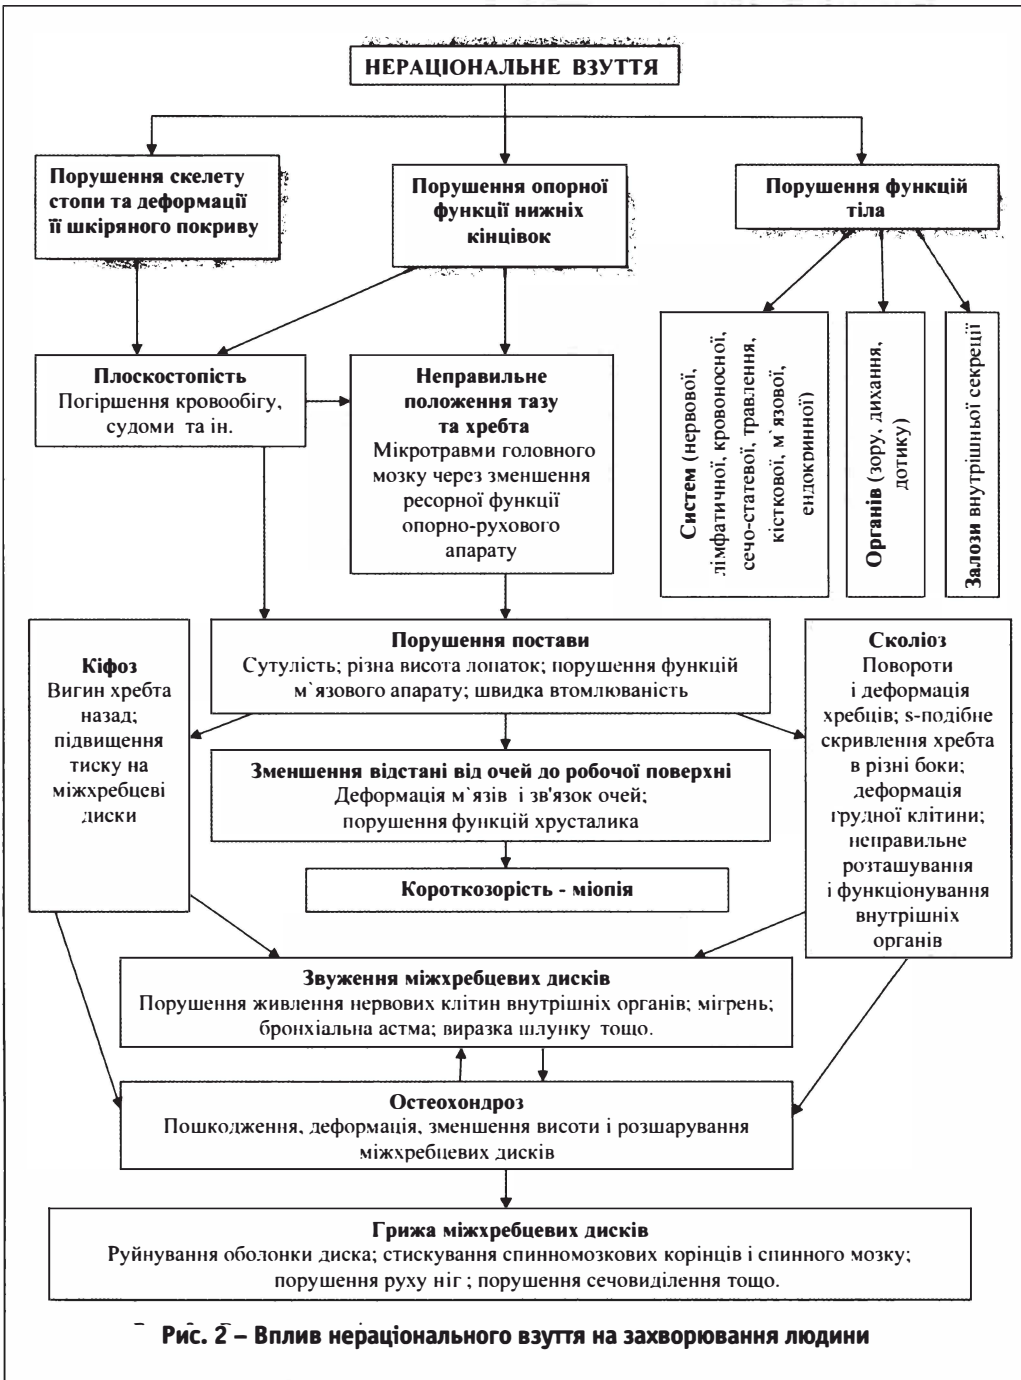 НЕРАЦІОНАЛЬНЕ ВЗУТТЯ
Порушення скелету
стопи та деформації
її шкіряного покриву
Порушення опорної
функції нижніх
кінцівок
Порушення функцій
тіла
Плоскостопість
Погіршення кровообігу,
судоми та ін.
Неправильне
положення тазу
та хребта
Мікротравми головного
мозку через зменшення
ресорної функції
опорно-рухового
апарату
Систем (нервової,
лімфатичної, кровоносної,
сечо-статевої, травлення,
кісткової, м`язової,
ендокринної)
Органів (зору, дихання,
дотику)
Залози внутрішньої секреції
Порушення постави
Сутулість; різна висота лопаток; порушення функцій
м`язового апарату; швидка втомлюваність
Кіфоз
Вигин хребта
назад;
підвищення
тиску на
міжхребцеві
диски
Сколіоз
Повороти
і деформація
хребців; s-подібне
скривлення хребта
в різні боки;
деформація
грудної клітини;
неправильне
розташування
і функціонування
внутрішніх
органів
Зменшення відстані від очей до робочої поверхні
Деформація м`язів і зв'язок очей;
порушення функцій хрусталика
Короткозорість - міопія
Звуження міжхребцевих дисків
Порушення живлення нервових клітин внутрішніх органів; мігрень;
бронхіальна астма; виразка шлунку тощо.
Остеохондроз
Пошкодження, деформація, зменшення висоти і розшарування
міжхребцевих дисків
Грижа міжхребцевих дисків
Руйнування оболонки диска; стискування спинномозкових корінців і спинного мозку;
порушення руху ніг ; порушення сечовиділення тощо.
Рис. 2 – Вплив нераціонального взуття на захворювання людини